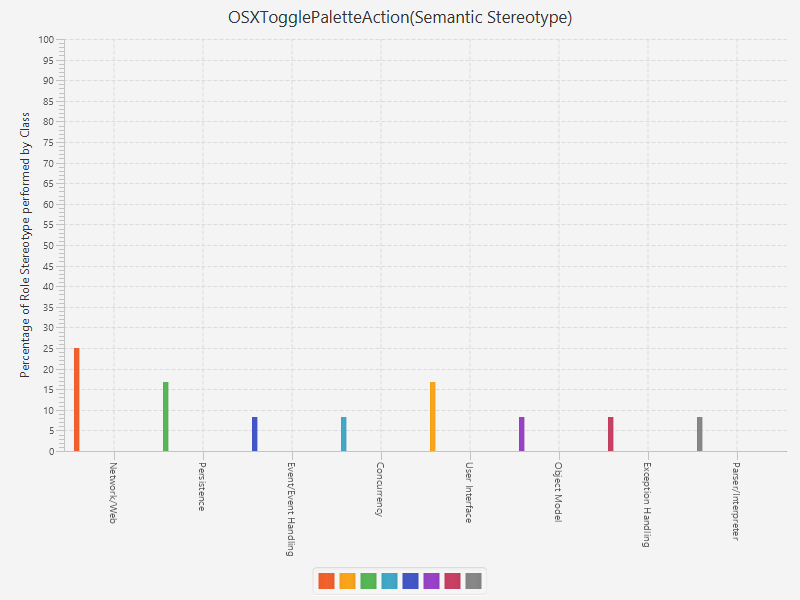 OSXTogglePaletteAction(Semantic Stereotype)
Percentage of Role Stereotype performed by Class
100
95
90
85
80
75
70
65
60
55
50
45
40
35
30
25
20
15
10
5
0
Network/Web
Persistence
Event/Event Handling
Concurrency
User Interface
Object Model
Exception Handling
Parser/Interpreter